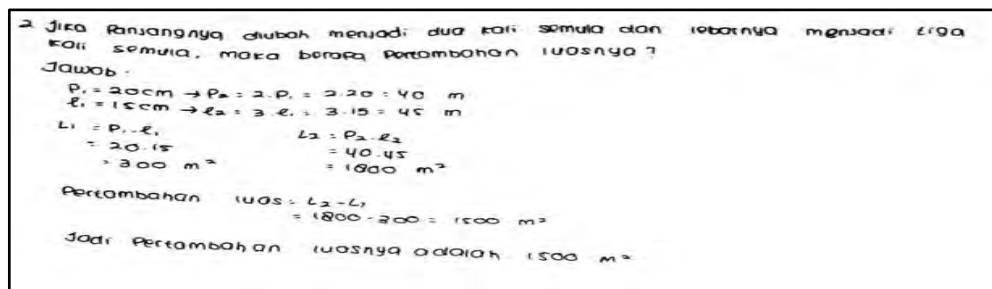 2 Jika Panjangnya diubah menjadi dua kali semula dan lebarnya menjadi tiga
kali semula, maka berapa Pertambahan luasnya?
Jawab:
P₁ = 20cm → P₂ = 2.P₁ = 2.20 = 40 m
l₁ = 15cm → l₂ = 3.l₁ = 3.15 = 45 m
L₁ = P₁.l₁ L₂ = P₂.l₂
= 20.15 = 40.45
= 300 m² = 1800 m²
Pertambahan luas = L₂-L₁
= 1800-300 = 1500 m²
Jadi Pertambahan luasnya adalah 1500 m²